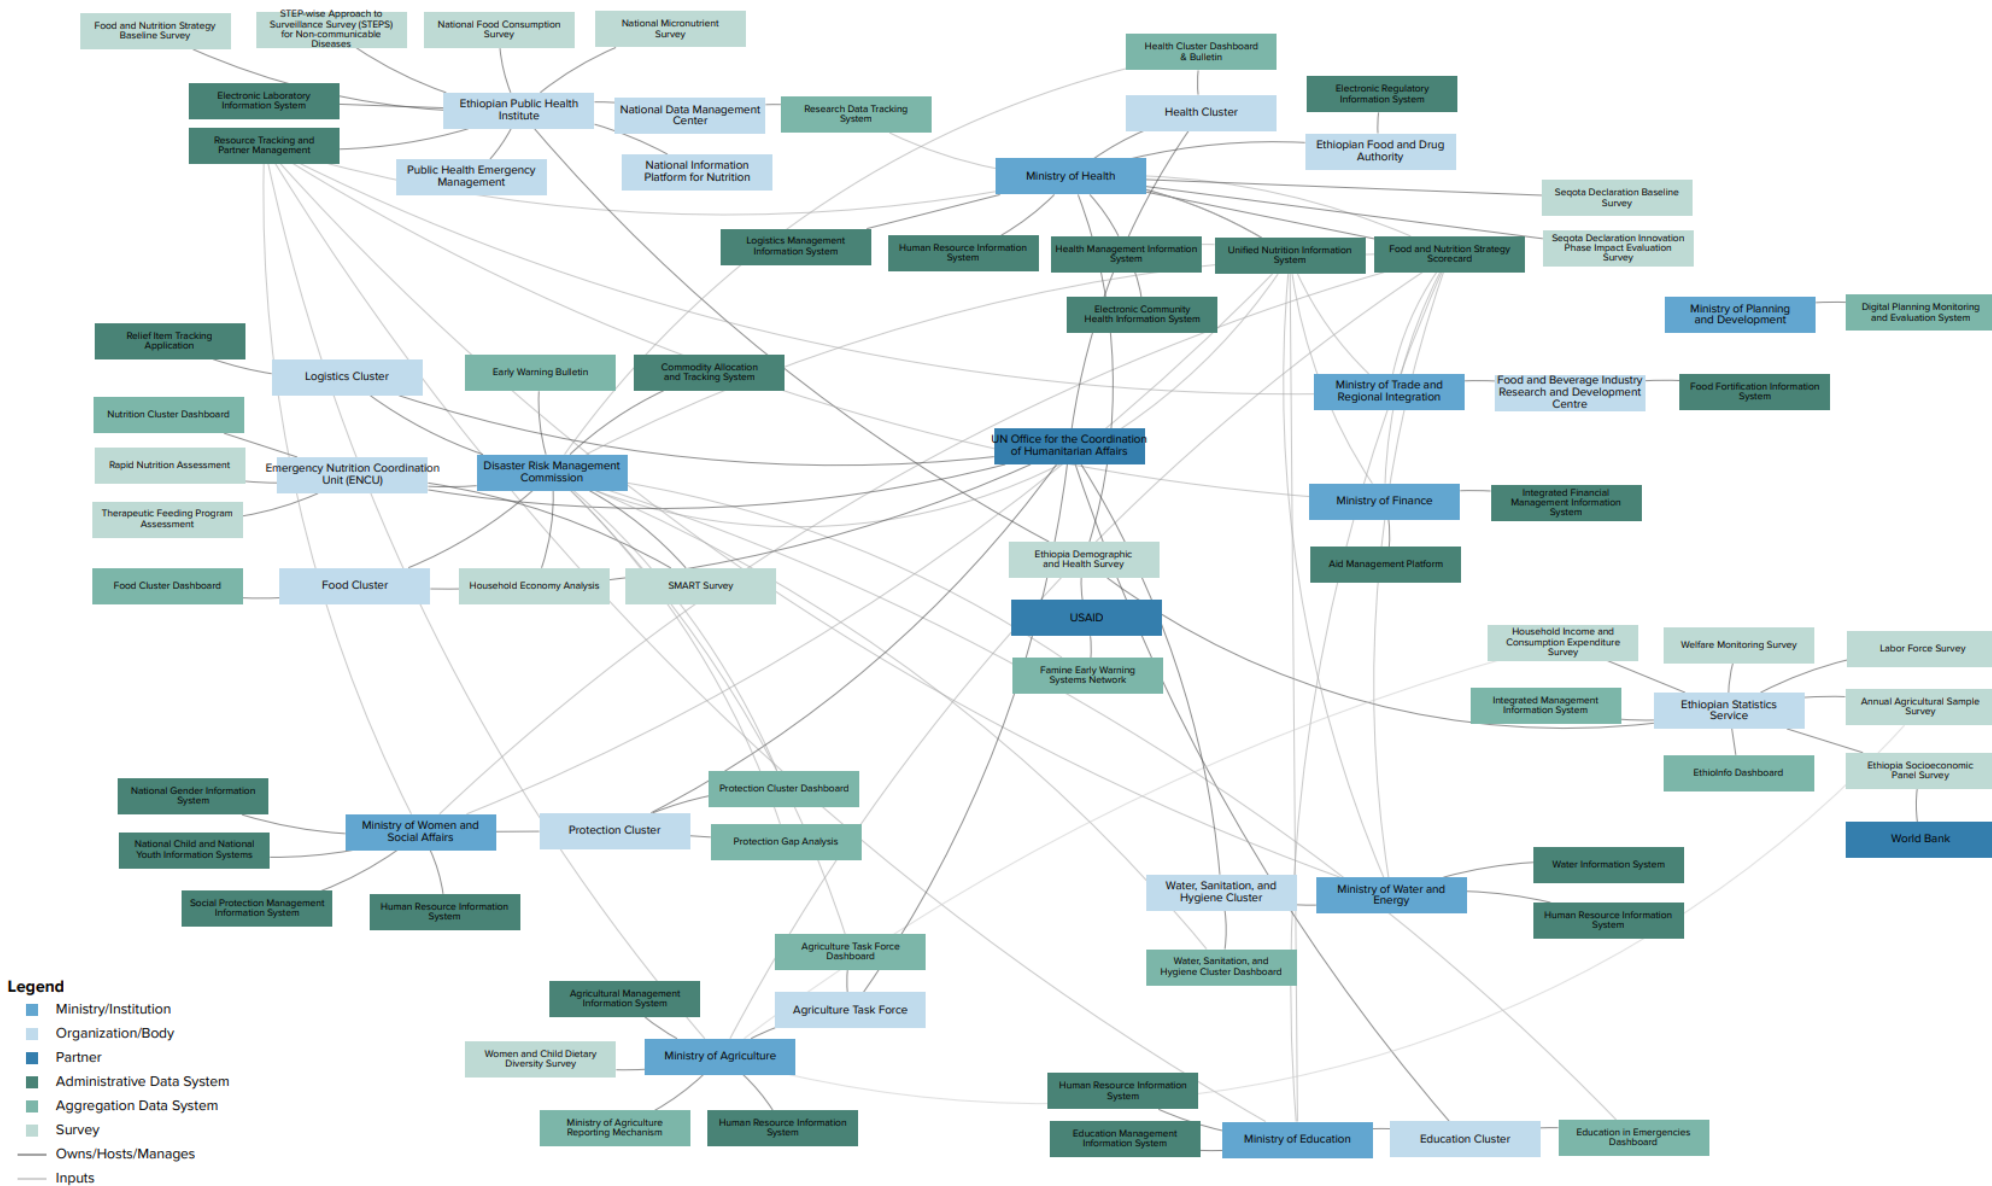 STEP-wise Approach to
Surveillance Survey (STEPS)
for Non-communicable
Diseases
Food and Nutrition Strategy
Baseline Survey
National Food Consumption
Survey
National Micronutrient
Survey
Health Cluster Dashboard
& Bulletin
Electronic Laboratory
Information System
Ethiopian Public Health
Institute
National Data Management
Center
Research Data Tracking
System
Health Cluster
Electronic Regulatory
Information System
Resource Tracking and
Partner Management
Public Health Emergency
Management
National Information
Platform for Nutrition
Ministry of Health
Ethiopian Food and Drug
Authority
Seqota Declaration Baseline
Survey
Logistics Management
Information System
Human Resource Information
System
Health Management Information
System
Unified Nutrition Information
System
Food and Nutrition Strategy
Scorecard
Seqota Declaration Innovation
Phase Impact Evaluation
Survey
Electronic Community
Health Information System
Ministry of Planning
and Development
Digital Planning Monitoring
and Evaluation System
Relief Item Tracking
Application
Logistics Cluster
Early Warning Bulletin
Commodity Allocation
and Tracking System
Ministry of Trade and
Regional Integration
Food and Beverage Industry
Research and Development
Centre
Food Fortification Information
System
Nutrition Cluster Dashboard
Rapid Nutrition Assessment
Emergency Nutrition Coordination
Unit (ENCU)
Disaster Risk Management
Commission
UN Office for the Coordination
of Humanitarian Affairs
Therapeutic Feeding Program
Assessment
Ministry of Finance
Integrated Financial
Management Information
System
Ethiopia Demographic
and Health Survey
Aid Management Platform
Food Cluster Dashboard
Food Cluster
Household Economy Analysis
SMART Survey
USAID
Household Income and
Consumption Expenditure
Survey
Welfare Monitoring Survey
Labor Force Survey
Famine Early Warning
Systems Network
Integrated Management
Information System
Ethiopian Statistics
Service
Annual Agricultural Sample
Survey
EthioInfo Dashboard
Ethiopia Socioeconomic
Panel Survey
National Gender Information
System
Protection Cluster Dashboard
Ministry of Women and
Social Affairs
Protection Cluster
Protection Gap Analysis
World Bank
National Child and National
Youth Information Systems
Water Information System
Social Protection Management
Information System
Human Resource Information
System
Water, Sanitation, and
Hygiene Cluster
Ministry of Water and
Energy
Human Resource Information
System
Agriculture Task Force
Dashboard
Water, Sanitation, and
Hygiene Cluster Dashboard
Agricultural Management
Information System
Agriculture Task Force
Women and Child Dietary
Diversity Survey
Ministry of Agriculture
Human Resource Information
System
Ministry of Agriculture
Reporting Mechanism
Human Resource Information
System
Education Management
Information System
Ministry of Education
Education Cluster
Education in Emergencies
Dashboard
Legend
Ministry/Institution
Organization/Body
Partner
Administrative Data System
Aggregation Data System
Survey
Owns/Hosts/Manages
Inputs